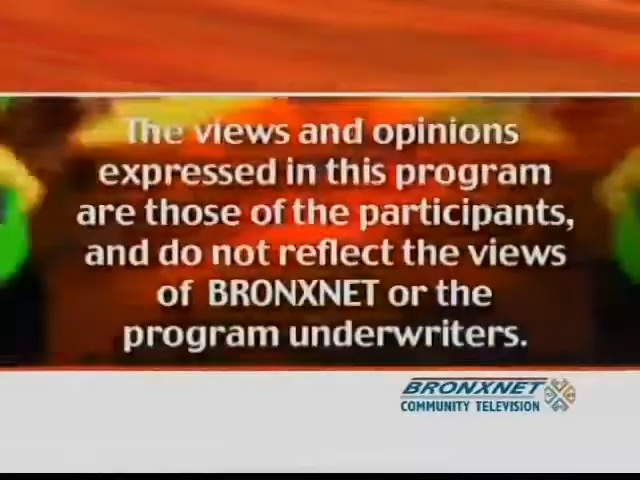 The views and opinions
expressed in this program
are those of the participants,
and do not reflect the views
of BRONXNET or the
program underwriters.
BRONXNET
COMMUNITY TELEVISION